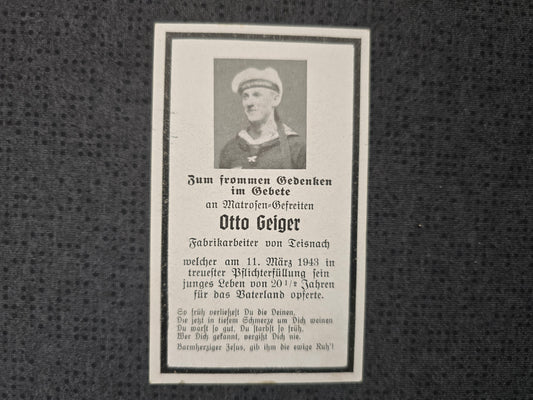 Zum frommen Gedenken
im Gebete
an Matrosen-Gefreiten
Otto Geiger
Fabrikarbeiter von Teisnach
welcher am 11. März 1943 in
treuester Pflichterfüllung sein
junges Leben von 20 1/2 Jahren
für das Vaterland opferte.
So früh verließest Du die Deinen,
Die jetzt in tiefem Schmerze um Dich weinen
Du warst so gut, Du starbst so früh,
Wer Dich gekannt, vergißt Dich nie.
Barmherziger Jesus, gib ihm die ewige Ruh'!